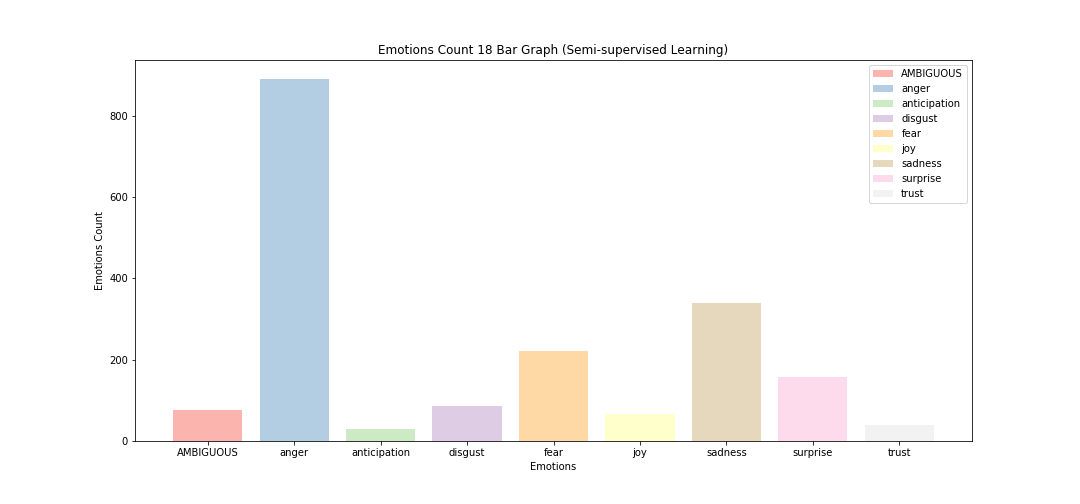 Emotions Count 18 Bar Graph (Semi-supervised Learning)
AMBIGUOUS
anger
anticipation
disgust
fear
joy
sadness
surprise
trust
800
600
400
200
0
Emotions Count
AMBIGUOUS anger anticipation disgust fear joy sadness surprise trust
Emotions